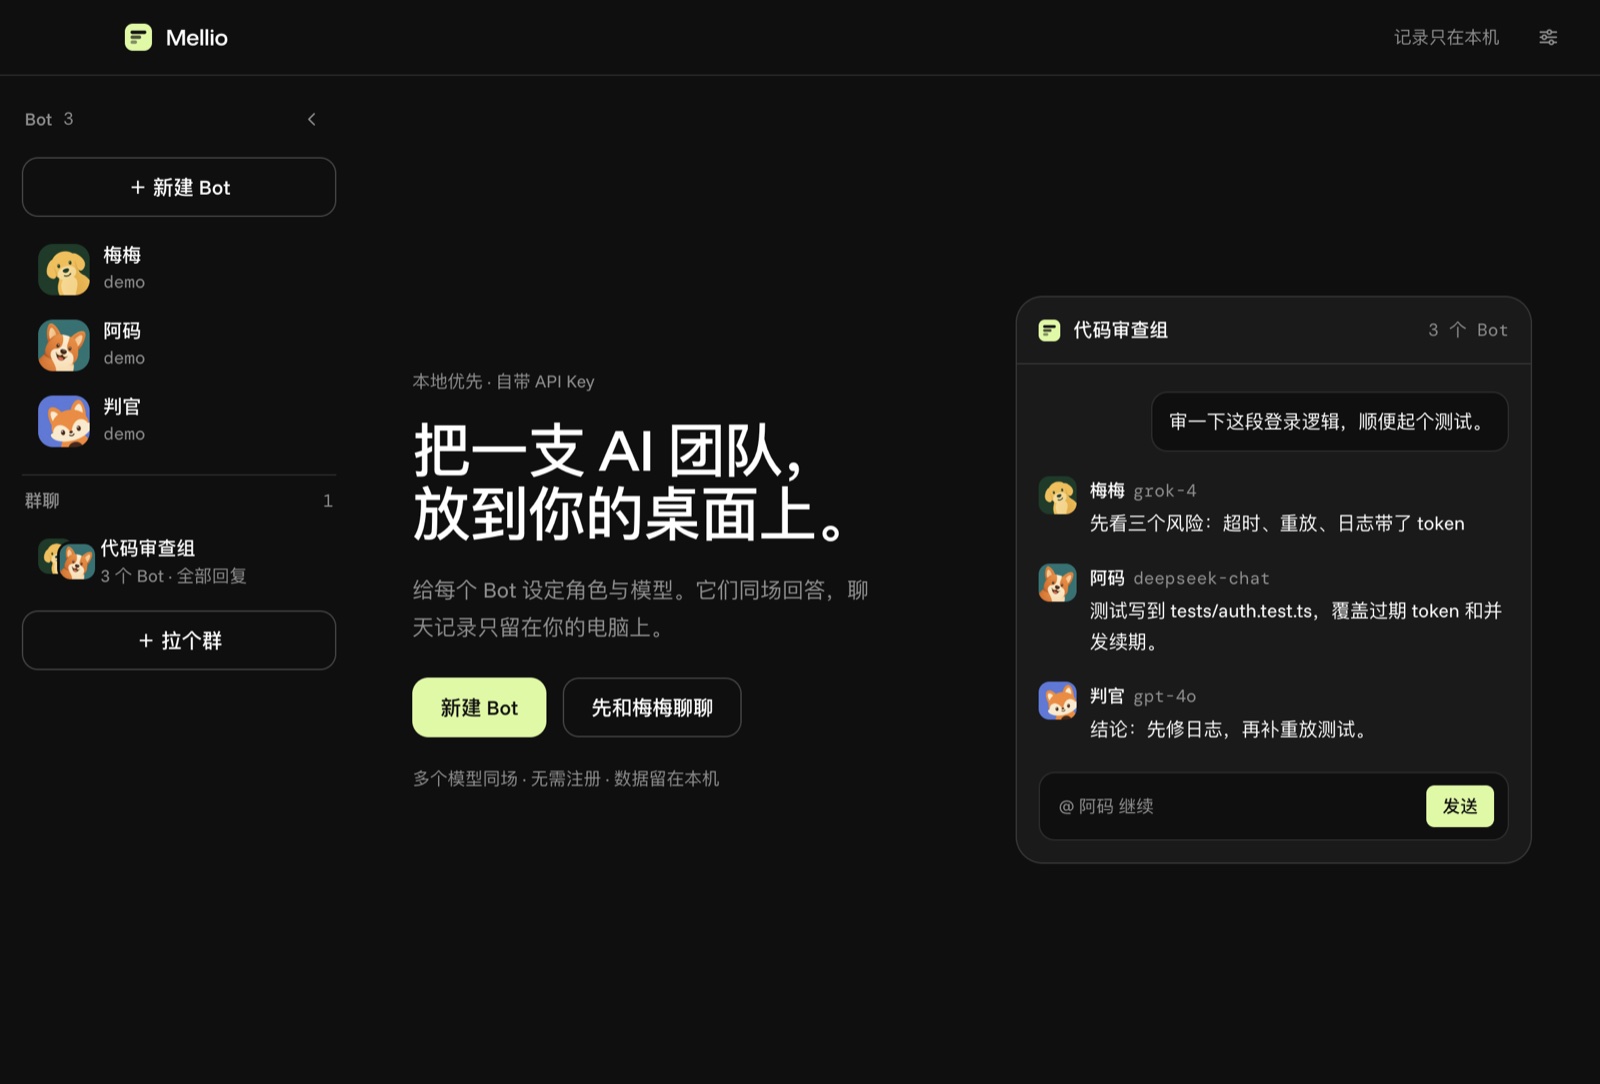 Mellio
记录只在本机
Bot 3
+ 新建 Bot
梅梅
demo
阿码
demo
判官
demo
群聊 1
代码审查组
3 个 Bot · 全部回复
+ 拉个群
本地优先 · 自带 API Key
把一支 AI 团队，
放到你的桌面上。
给每个 Bot 设定角色与模型。它们同场回答，聊
天记录只留在你的电脑上。
新建 Bot
先和梅梅聊聊
多个模型同场 · 无需注册 · 数据留在本机
代码审查组
3 个 Bot
审一下这段登录逻辑，顺便起个测试。
梅梅 grok-4
先看三个风险：超时、重放、日志带了 token
阿码 deepseek-chat
测试写到 tests/auth.test.ts，覆盖过期 token 和并
发续期。
判官 gpt-4o
结论：先修日志，再补重放测试。
@ 阿码 继续
发送